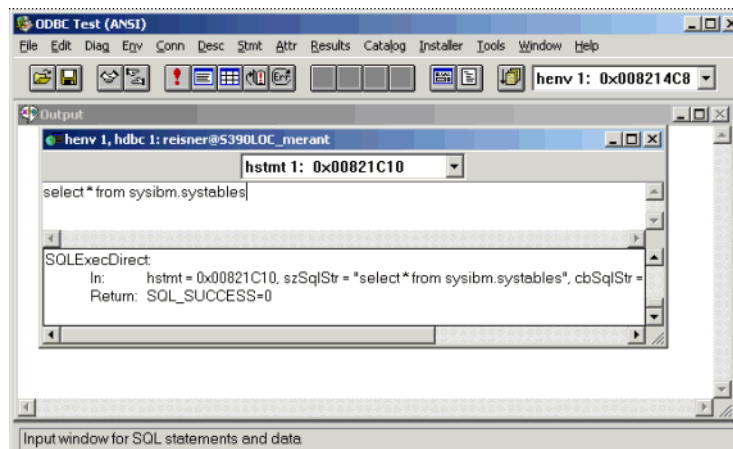 ODBC Test (ANSI)
File Edit Diag Env Conn Desc Stmt Attr Results Catalog Installer Tools Window Help
henv 1: 0x008214C8
Output
henv 1, hdbc 1: reisner@S390LOC_merant
hstmt 1: 0x00821C10
select * from sysibm.systables
SQLExecDirect:
In: hstmt = 0x00821C10, szSqlStr = "select * from sysibm.systables", cbSqlStr =
Return: SQL_SUCCESS=0
Input window for SQL statements and data